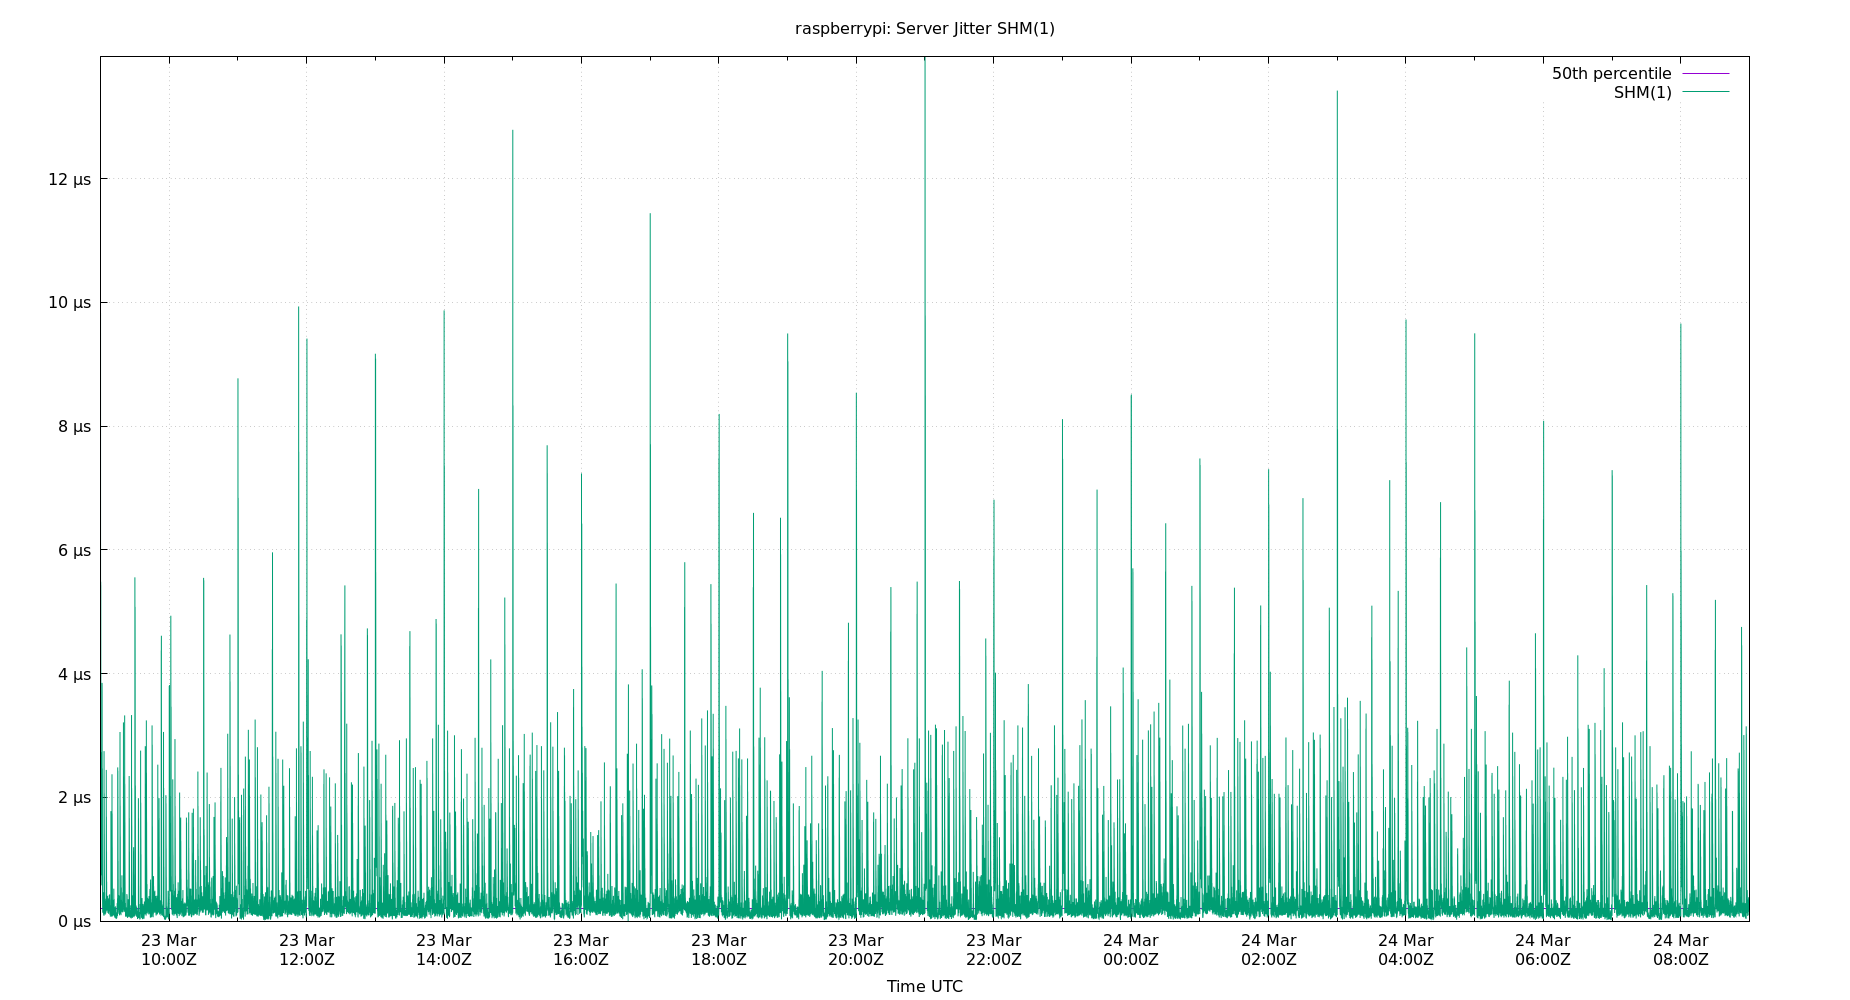 raspberrypi: Server Jitter SHM(1)
50th percentile
SHM(1)
12 µs
10 µs
8 µs
6 µs
4 µs
2 µs
0 µs
23 Mar 10:00Z
23 Mar 12:00Z
23 Mar 14:00Z
23 Mar 16:00Z
23 Mar 18:00Z
23 Mar 20:00Z
23 Mar 22:00Z
24 Mar 00:00Z
24 Mar 02:00Z
24 Mar 04:00Z
24 Mar 06:00Z
24 Mar 08:00Z
Time UTC